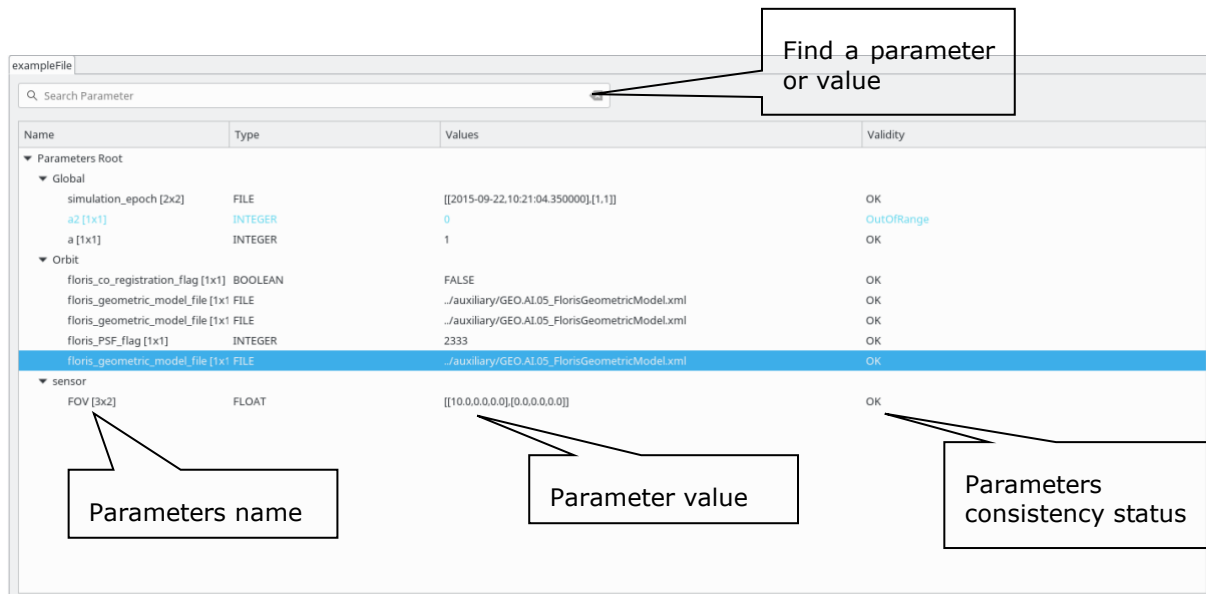 Find a parameter
or value
exampleFile
Search Parameter
Name Type Values Validity
Parameters Root
Global
simulation_epoch [2x2] FILE [[2015-09-22,10:21:04.350000],[1,1]] OK
a2 [1x1] INTEGER 0 OutOfRange
a [1x1] INTEGER 1 OK
Orbit
floris_co_registration_flag [1x1] BOOLEAN FALSE OK
floris_geometric_model_file [1x1 FILE ../auxiliary/GEO.AI.05_FlorisGeometricModel.xml OK
floris_geometric_model_file [1x1 FILE ../auxiliary/GEO.AI.05_FlorisGeometricModel.xml OK
floris_PSF_flag [1x1] INTEGER 2333 OK
floris_geometric_model_file [1x1 FILE ../auxiliary/GEO.AI.05_FlorisGeometricModel.xml OK
sensor
FOV [3x2] FLOAT [[10.0,0.0,0.0],[0.0,0.0,0.0]] OK
Parameters name
Parameter value
Parameters
consistency status